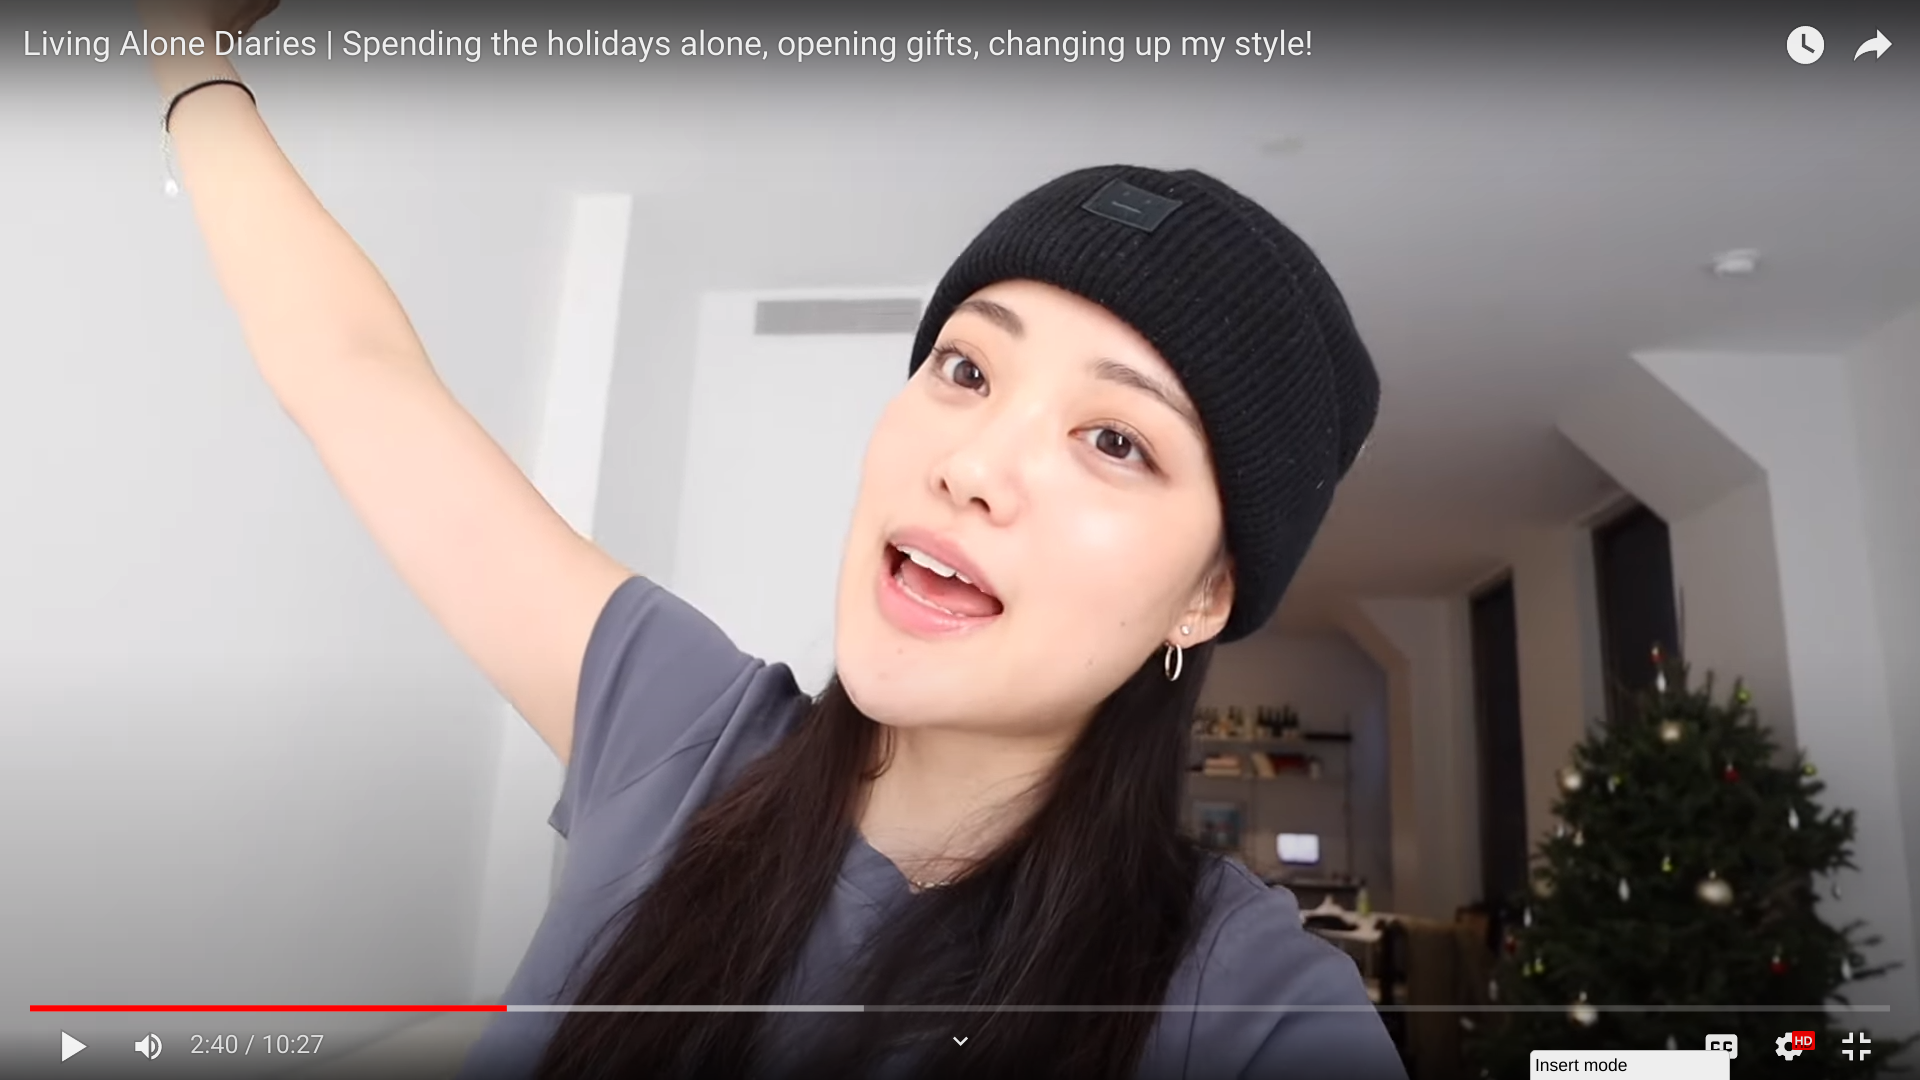 Living Alone Diaries | Spending the holidays alone, opening gifts, changing up my style!
2:40 / 10:27
CC
HD
Insert mode